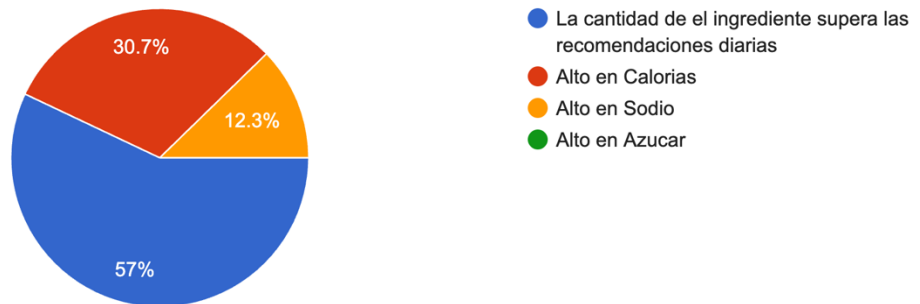 30.7%
12.3%
57%
La cantidad de el ingrediente supera las
recomendaciones diarias
Alto en Calorias
Alto en Sodio
Alto en Azucar